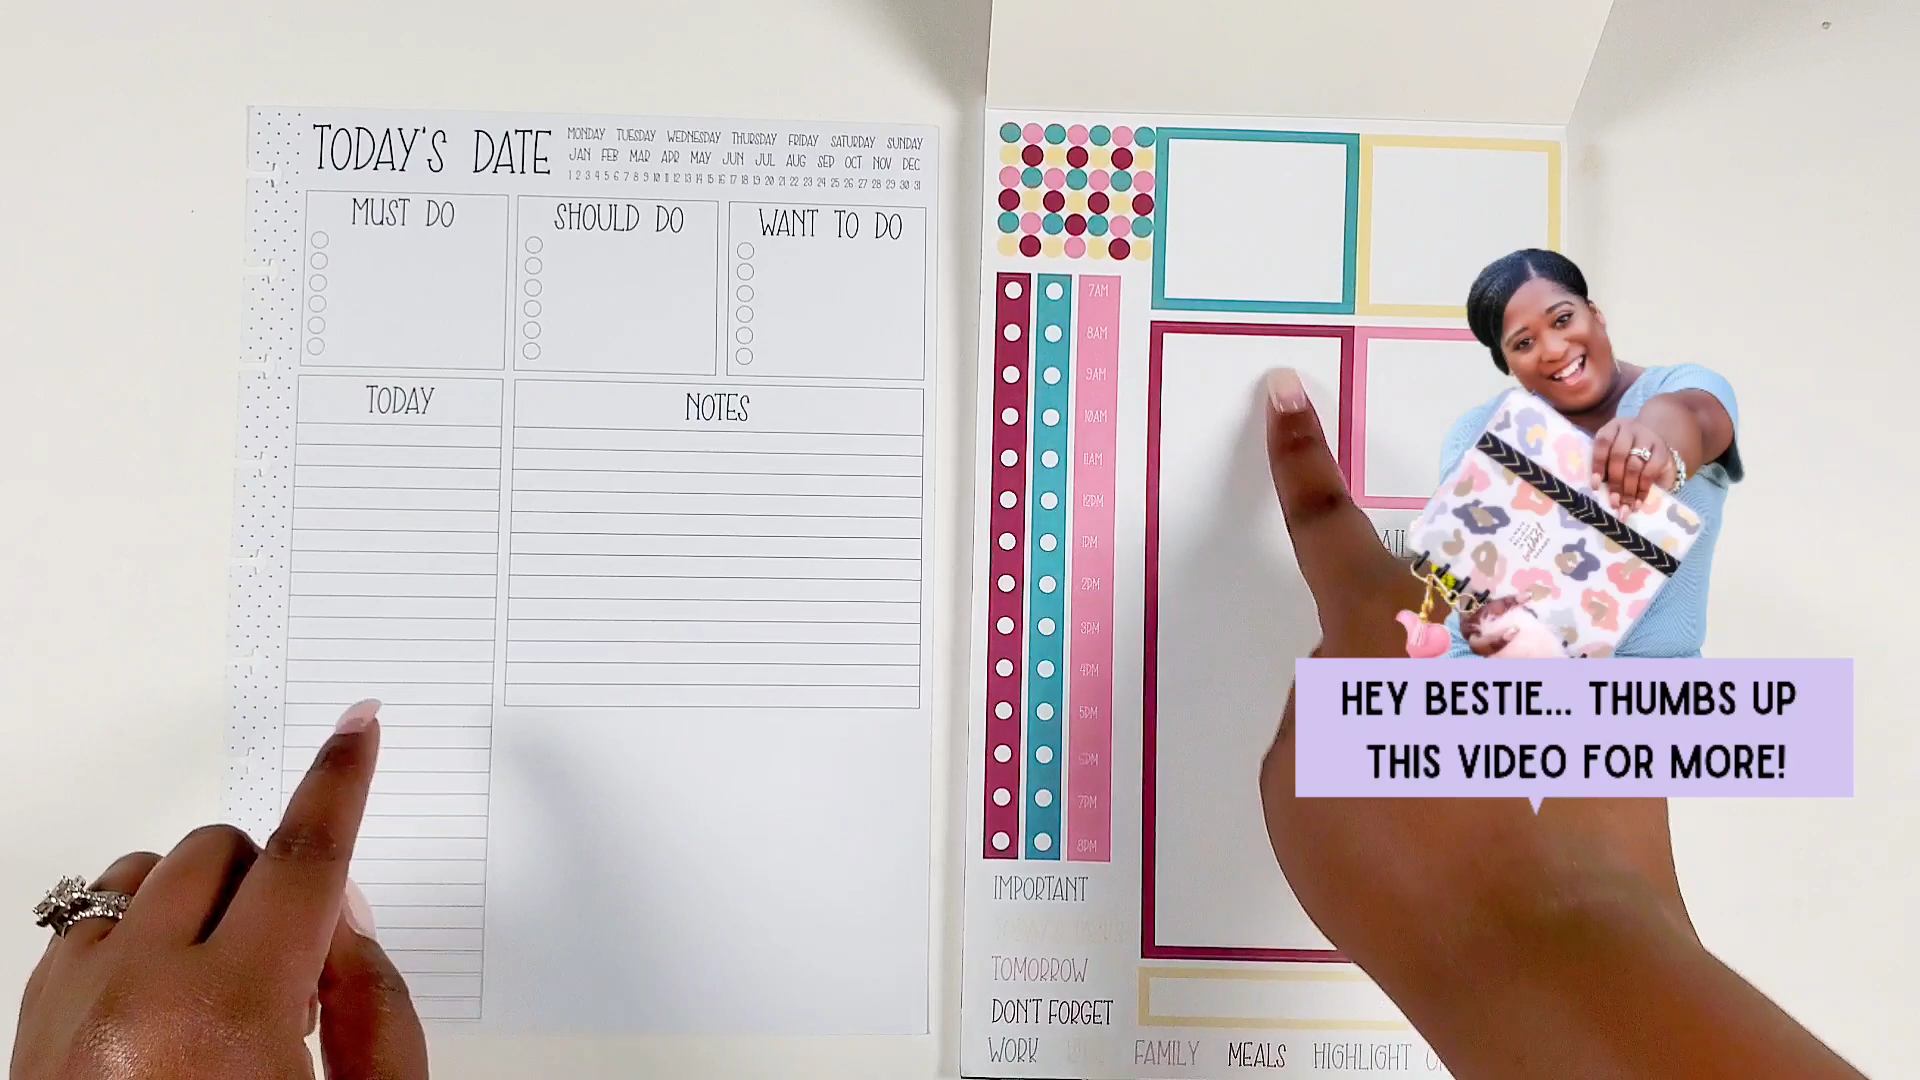 TODAY'S DATE
MONDAY TUESDAY WEDNESDAY THURSDAY FRIDAY SATURDAY SUNDAY
JAN FEB MAR APR MAY JUN JUL AUG SEP OCT NOV DEC
1 2 3 4 5 6 7 8 9 10 11 12 13 14 15 16 17 18 19 20 21 22 23 24 25 26 27 28 29 30 31
MUST DO
SHOULD DO
WANT TO DO
TODAY
NOTES
7AM
8AM
9AM
10AM
11AM
12PM
1PM
2PM
3PM
4PM
5PM
6PM
7PM
8PM
IMPORTANT
TOMORROW
DON'T FORGET
WORK
FAMILY MEALS HIGHLIGHT
HEY BESTIE... THUMBS UP
THIS VIDEO FOR MORE!